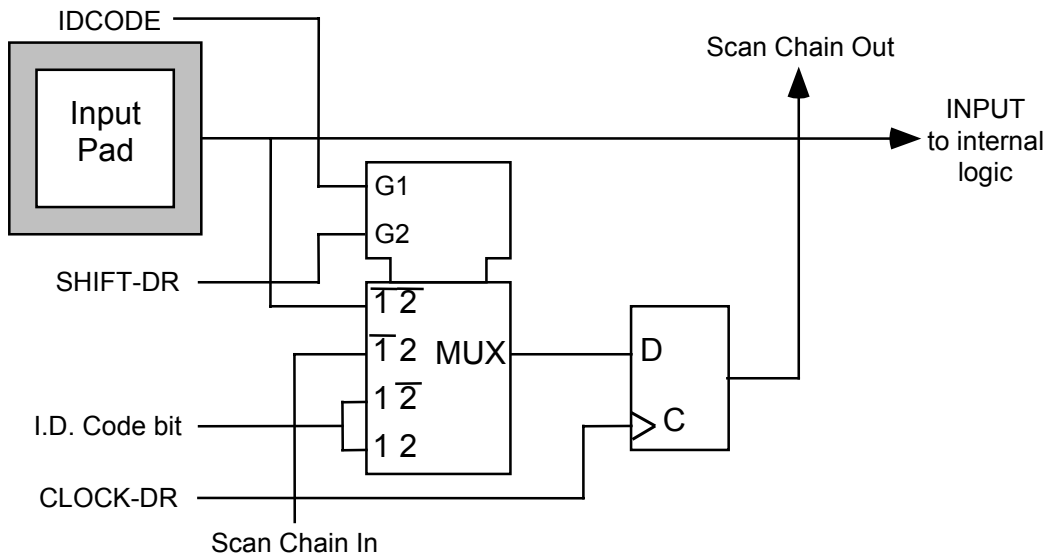 IDCODE
Scan Chain Out
Input
Pad
INPUT
to internal
logic
G1
G2
SHIFT-DR
1̅ 2̅
1̅ 2
MUX
D
1 2̅
I.D. Code bit
1 2
C
CLOCK-DR
Scan Chain In